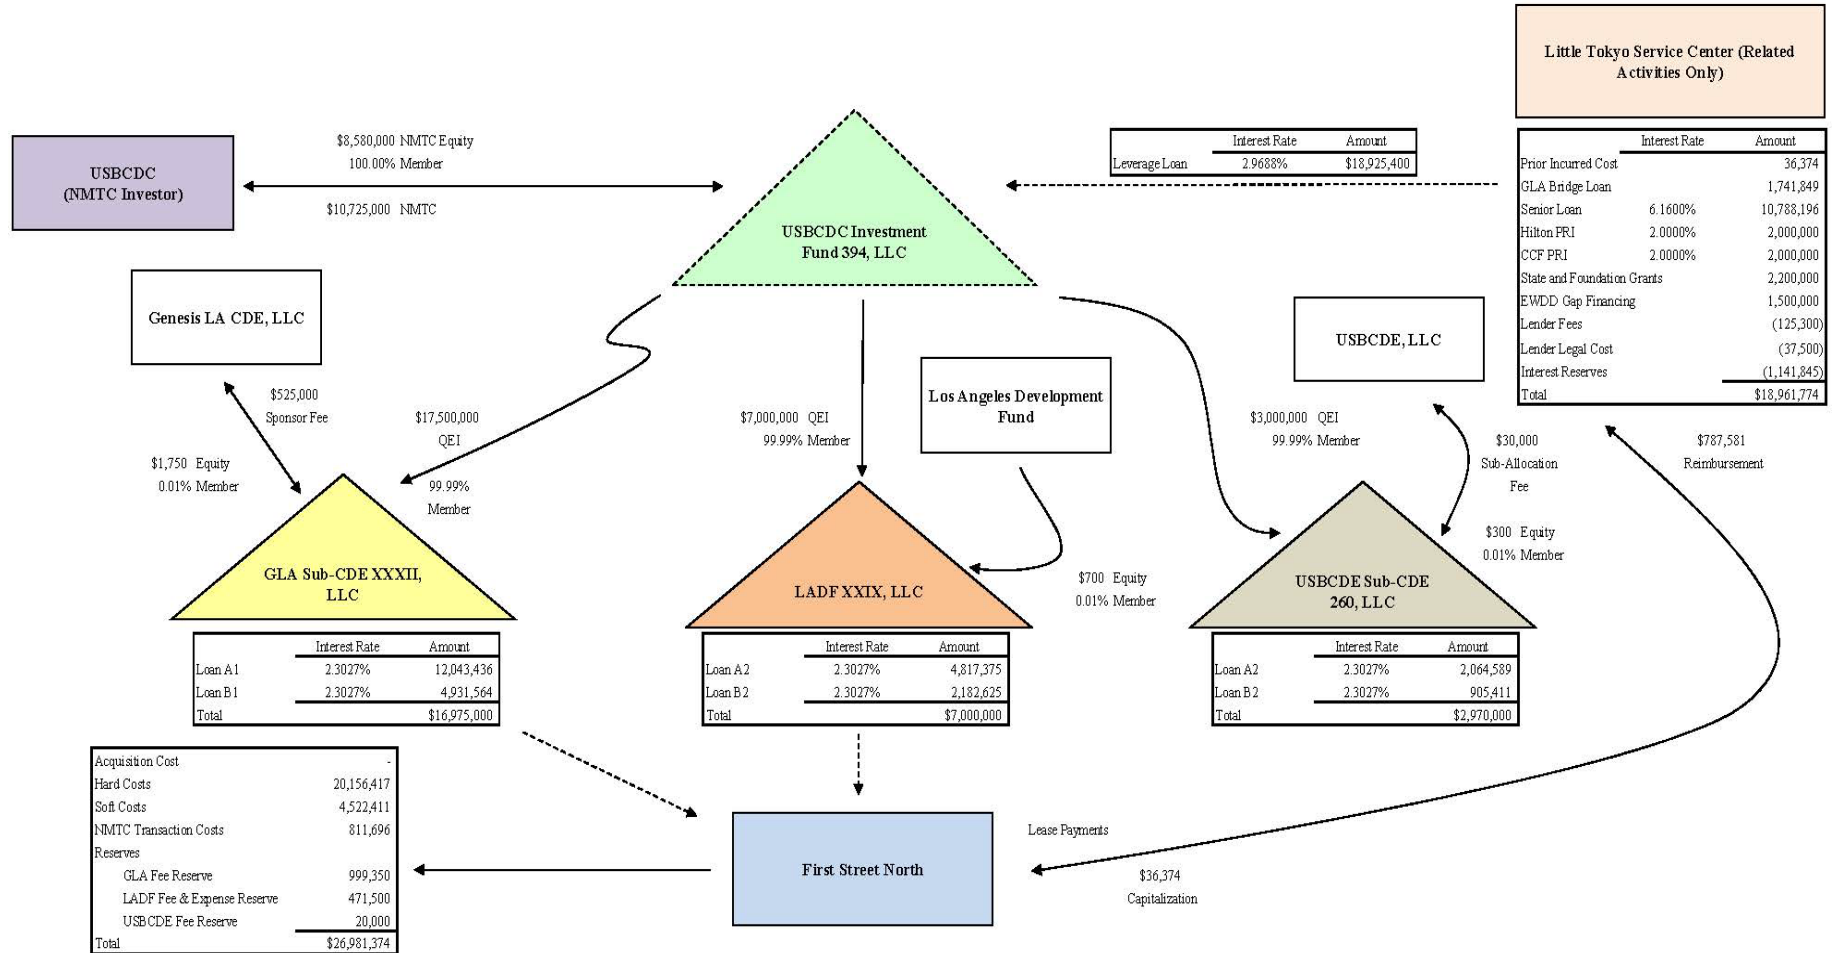 Little Tokyo Service Center (Related
Activities Only)
USBCDC
(NMTC Investor)
$8,580,000 NMTC Equity
100.00% Member
$10,725,000 NMTC
USBCDC Investment
Fund 394, LLC
Interest Rate Amount
Leverage Loan 2.9688% $18,925,400
Interest Rate Amount
Prior Incurred Cost 36,374
GLA Bridge Loan 1,741,849
Senior Loan 6.1600% 10,788,196
Hilton PRI 2.0000% 2,000,000
CCF PRI 2.0000% 2,000,000
State and Foundation Grants 2,200,000
EWDD Gap Financing 1,500,000
Lender Fees (125,300)
Lender Legal Cost (37,500)
Interest Reserves (1,141,845)
Total $18,961,774
Genesis LA CDE, LLC
$525,000
Sponsor Fee
$1,750 Equity
0.01% Member
$17,500,000
QEI
99.99%
Member
$7,000,000 QEI
99.99% Member
Los Angeles Development
Fund
$700 Equity
0.01% Member
USBCDE, LLC
$3,000,000 QEI
99.99% Member
$30,000
Sub-Allocation
Fee
$300 Equity
0.01% Member
$787,581
Reimbursement
GLA Sub-CDE XXXII,
LLC
LADF XXIX, LLC
USBCDE Sub-CDE
260, LLC
Interest Rate Amount
Loan A1 2.3027% 12,043,436
Loan B1 2.3027% 4,931,564
Total $16,975,000
Interest Rate Amount
Loan A2 2.3027% 4,817,375
Loan B2 2.3027% 2,182,625
Total $7,000,000
Interest Rate Amount
Loan A2 2.3027% 2,064,589
Loan B2 2.3027% 905,411
Total $2,970,000
Acquisition Cost -
Hard Costs 20,156,417
Soft Costs 4,522,411
NMTC Transaction Costs 811,696
Reserves
GLA Fee Reserve 999,350
LADF Fee & Expense Reserve 471,500
USBCDE Fee Reserve 20,000
Total $26,981,374
First Street North
Lease Payments
$36,374
Capitalization